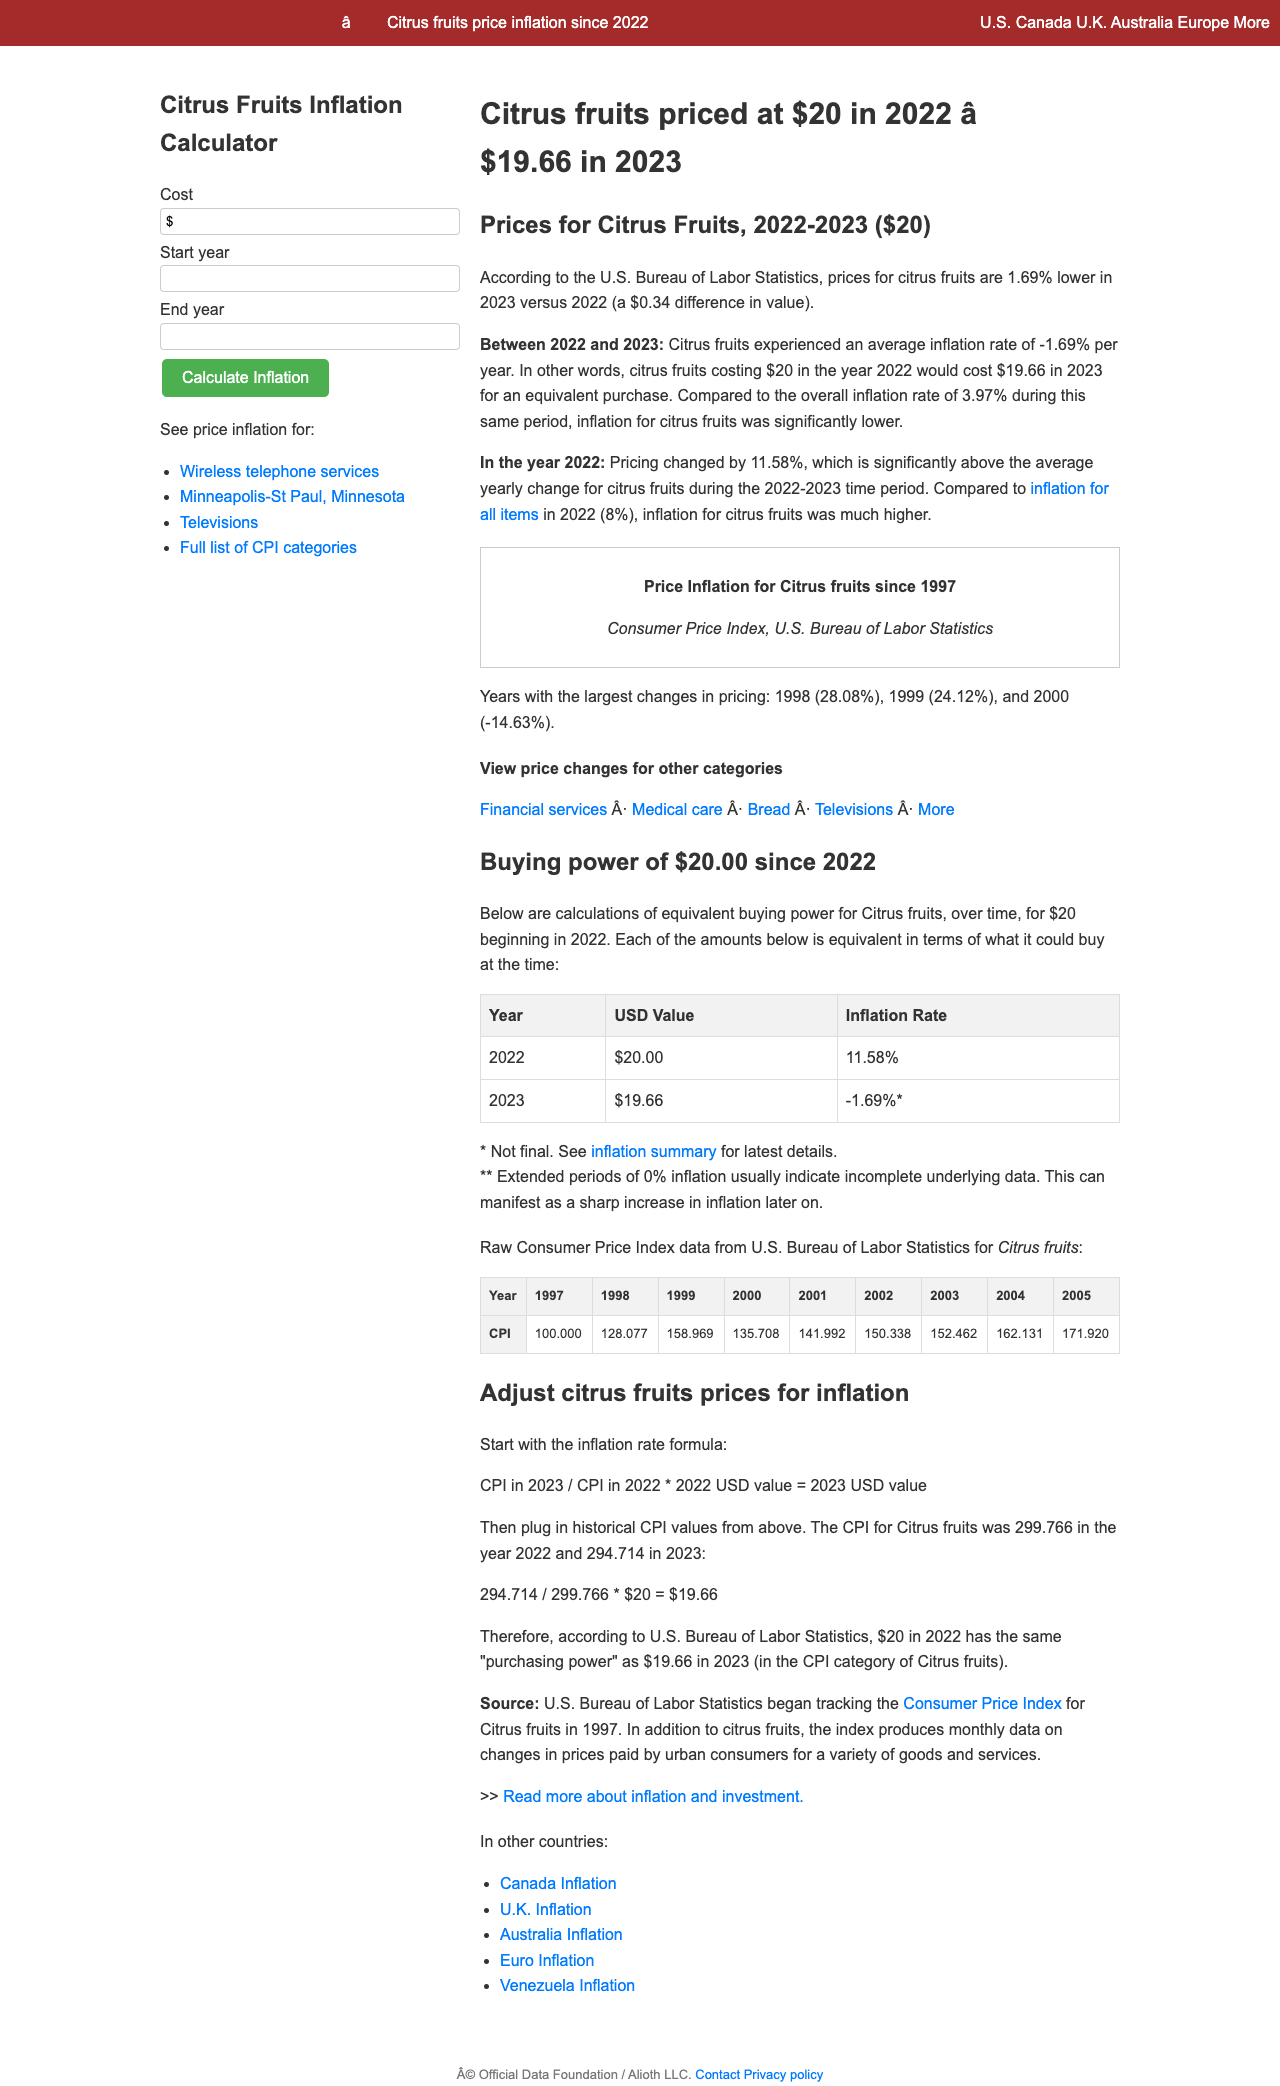 â Citrus fruits price inflation since 2022 U.S. Canada U.K. Australia Europe More
Citrus Fruits Inflation
Calculator
Cost
$
Start year
End year
Calculate Inflation
See price inflation for:
• Wireless telephone services
• Minneapolis-St Paul, Minnesota
• Televisions
• Full list of CPI categories
Citrus fruits priced at $20 in 2022 â
$19.66 in 2023
Prices for Citrus Fruits, 2022-2023 ($20)
According to the U.S. Bureau of Labor Statistics, prices for citrus fruits are 1.69% lower in
2023 versus 2022 (a $0.34 difference in value).
Between 2022 and 2023: Citrus fruits experienced an average inflation rate of -1.69% per
year. In other words, citrus fruits costing $20 in the year 2022 would cost $19.66 in 2023
for an equivalent purchase. Compared to the overall inflation rate of 3.97% during this
same period, inflation for citrus fruits was significantly lower.
In the year 2022: Pricing changed by 11.58%, which is significantly above the average
yearly change for citrus fruits during the 2022-2023 time period. Compared to inflation for
all items in 2022 (8%), inflation for citrus fruits was much higher.
Price Inflation for Citrus fruits since 1997
Consumer Price Index, U.S. Bureau of Labor Statistics
Years with the largest changes in pricing: 1998 (28.08%), 1999 (24.12%), and 2000
(-14.63%).
View price changes for other categories
Financial services Â· Medical care Â· Bread Â· Televisions Â· More
Buying power of $20.00 since 2022
Below are calculations of equivalent buying power for Citrus fruits, over time, for $20
beginning in 2022. Each of the amounts below is equivalent in terms of what it could buy
at the time:
Year USD Value Inflation Rate
2022 $20.00 11.58%
2023 $19.66 -1.69%*
* Not final. See inflation summary for latest details.
** Extended periods of 0% inflation usually indicate incomplete underlying data. This can
manifest as a sharp increase in inflation later on.
Raw Consumer Price Index data from U.S. Bureau of Labor Statistics for Citrus fruits:
Year 1997 1998 1999 2000 2001 2002 2003 2004 2005
CPI 100.000 128.077 158.969 135.708 141.992 150.338 152.462 162.131 171.920
Adjust citrus fruits prices for inflation
Start with the inflation rate formula:
CPI in 2023 / CPI in 2022 * 2022 USD value = 2023 USD value
Then plug in historical CPI values from above. The CPI for Citrus fruits was 299.766 in the
year 2022 and 294.714 in 2023:
294.714 / 299.766 * $20 = $19.66
Therefore, according to U.S. Bureau of Labor Statistics, $20 in 2022 has the same
"purchasing power" as $19.66 in 2023 (in the CPI category of Citrus fruits).
Source: U.S. Bureau of Labor Statistics began tracking the Consumer Price Index for
Citrus fruits in 1997. In addition to citrus fruits, the index produces monthly data on
changes in prices paid by urban consumers for a variety of goods and services.
>> Read more about inflation and investment.
In other countries:
• Canada Inflation
• U.K. Inflation
• Australia Inflation
• Euro Inflation
• Venezuela Inflation
Â© Official Data Foundation / Alioth LLC. Contact Privacy policy